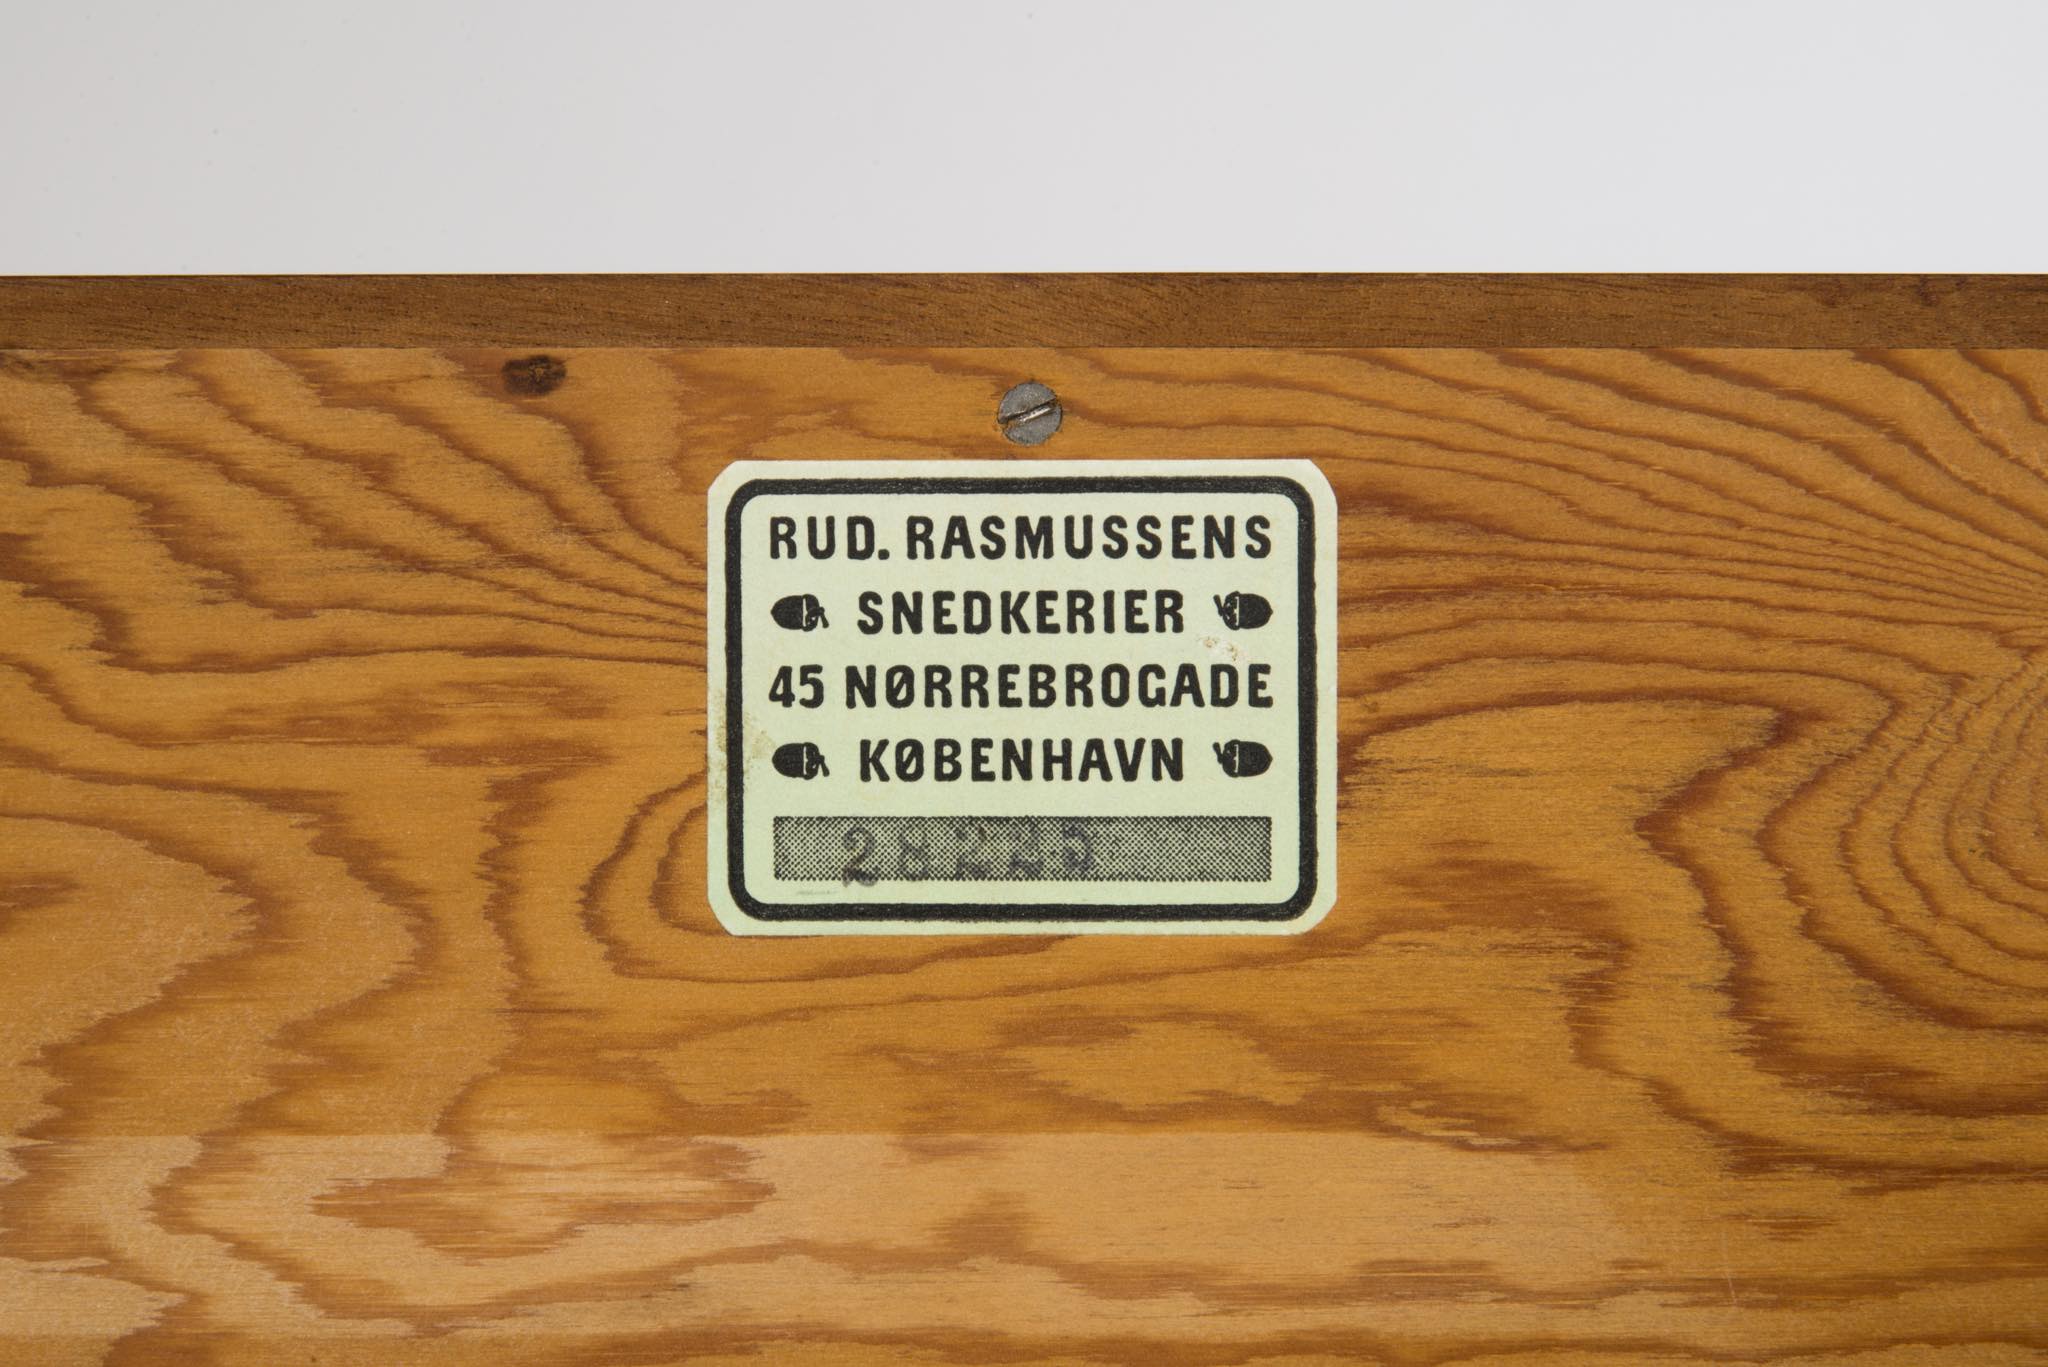 RUD. RASMUSSENS
SNEDKERIER
45 NØRREBROGADE
KØBENHAVN
28225